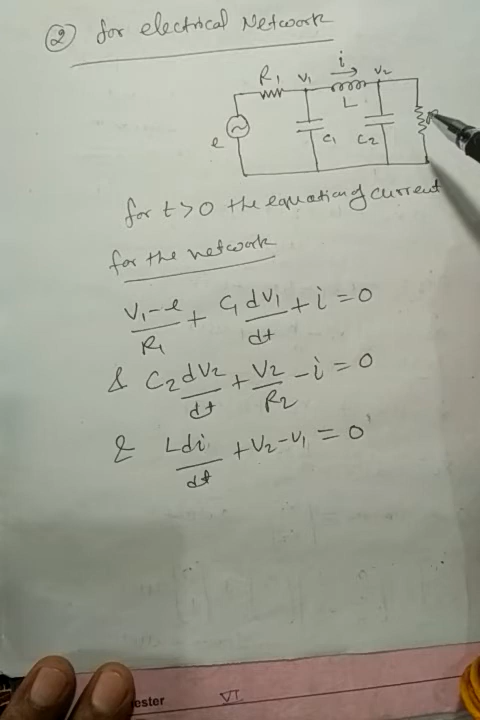 ② for electrical Network
i
R1 V1 V2
L
e C1 C2 R
for t>0 the equation of current
for the network
V1-e/R1 + C1 dV1/dt + i = 0
& C2 dV2/dt + V2/R2 - i = 0
& Ldi/dt + V2-V1 = 0
ester VI